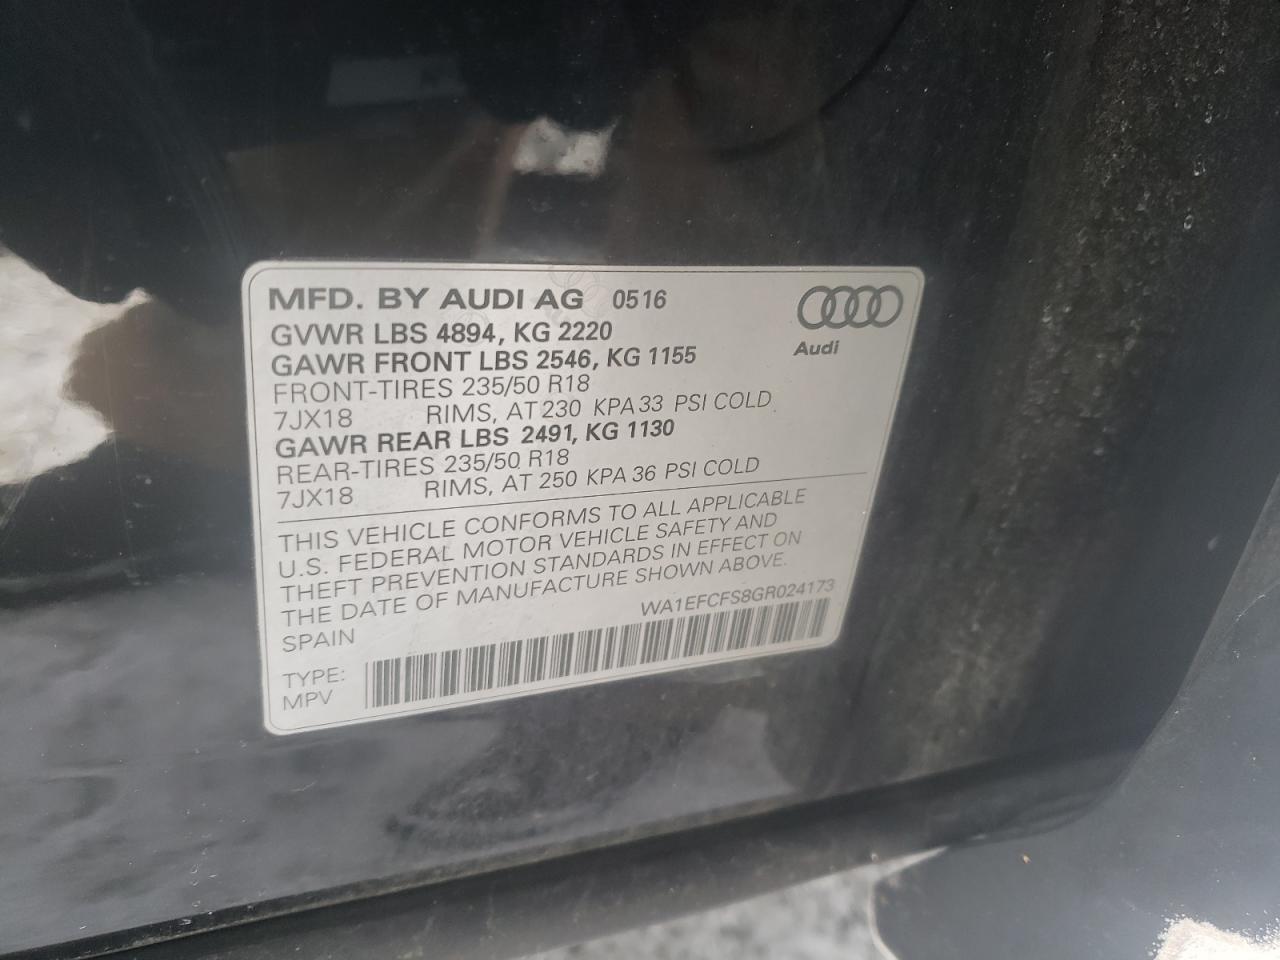 MFD. BY AUDI AG 0516
Audi
GVWR LBS 4894, KG 2220
GAWR FRONT LBS 2546, KG 1155
FRONT-TIRES 235/50 R18
7JX18 RIMS, AT 230 KPA 33 PSI COLD
GAWR REAR LBS 2491, KG 1130
REAR-TIRES 235/50 R18
7JX18 RIMS, AT 250 KPA 36 PSI COLD
THIS VEHICLE CONFORMS TO ALL APPLICABLE
U.S. FEDERAL MOTOR VEHICLE SAFETY AND
THEFT PREVENTION STANDARDS IN EFFECT ON
THE DATE OF MANUFACTURE SHOWN ABOVE.
SPAIN WA1EFCFS8GR024173
TYPE:
MPV